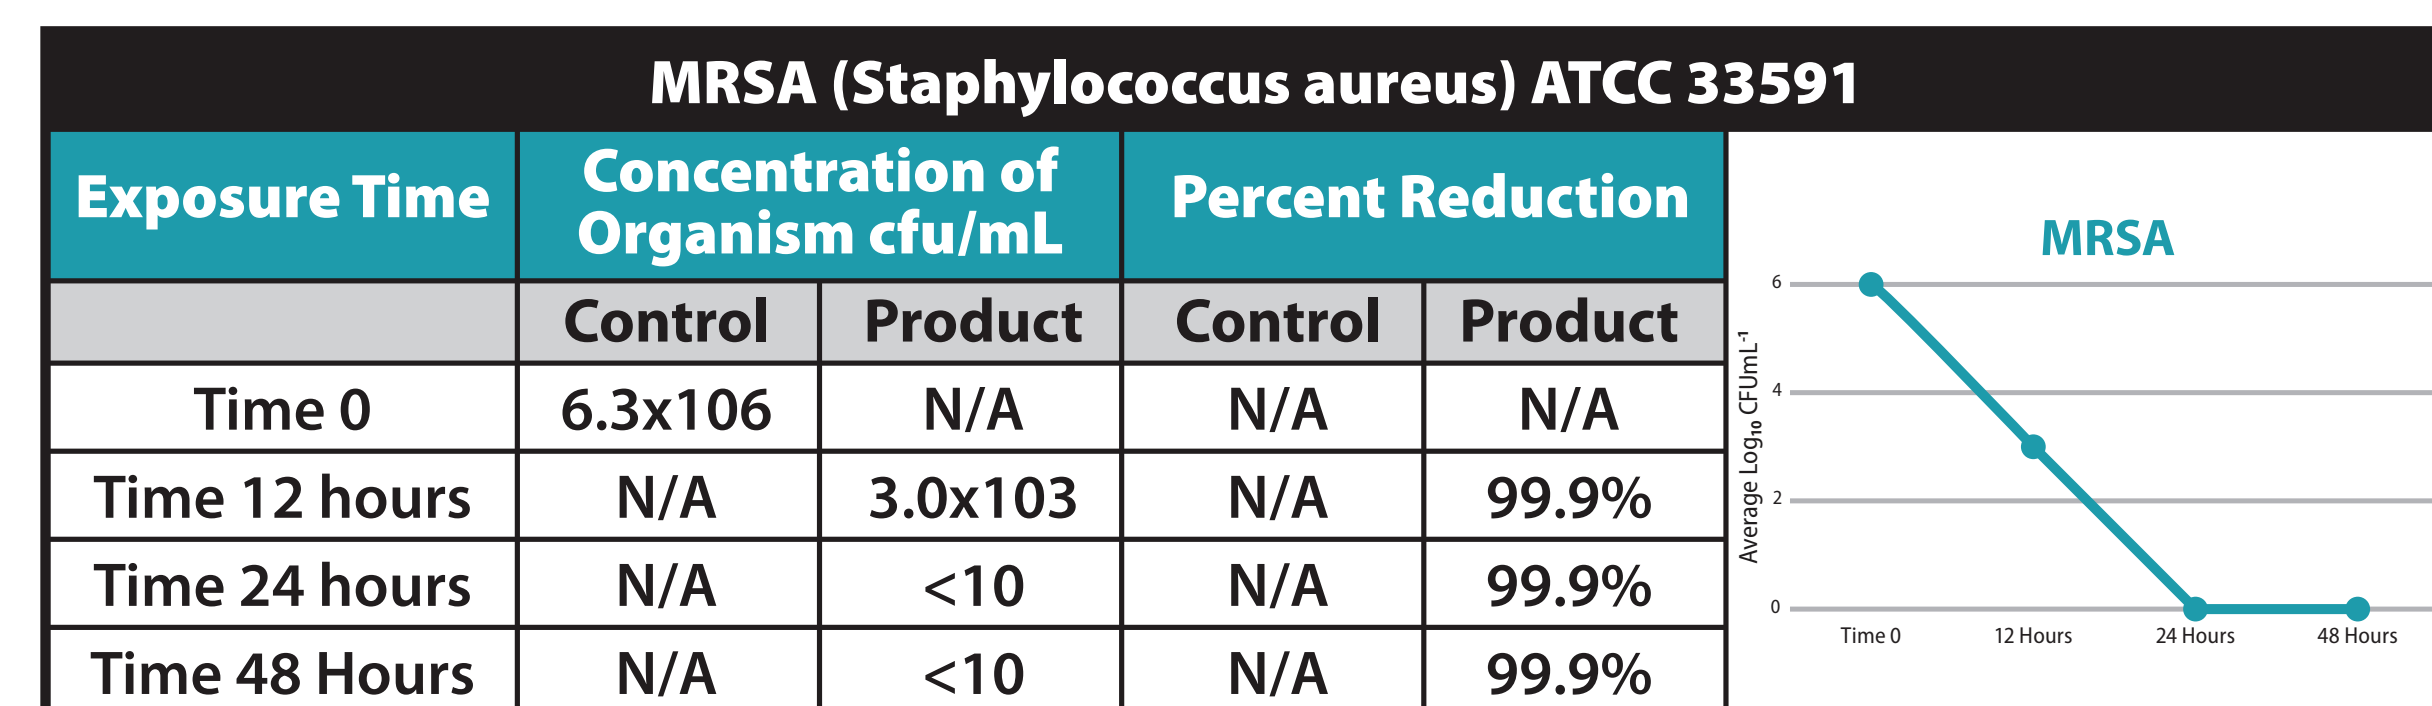 MRSA (Staphylococcus aureus) ATCC 33591
Exposure Time
Concentration of
Organism cfu/mL
Percent Reduction
Control Product Control Product
Time 0 6.3x106 N/A N/A N/A
Time 12 hours N/A 3.0x103 N/A 99.9%
Time 24 hours N/A <10 N/A 99.9%
Time 48 Hours N/A <10 N/A 99.9%
MRSA
Average Log₁₀ CFUmL⁻¹
6
4
2
0
Time 0 12 Hours 24 Hours 48 Hours